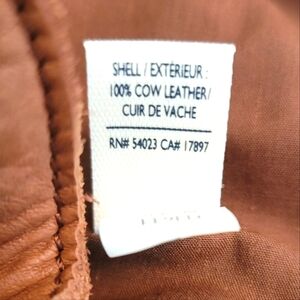 SHELL / EXTÉRIEUR :
100% COW LEATHER /
CUIR DE VACHE
RN# 54023 CA# 17897